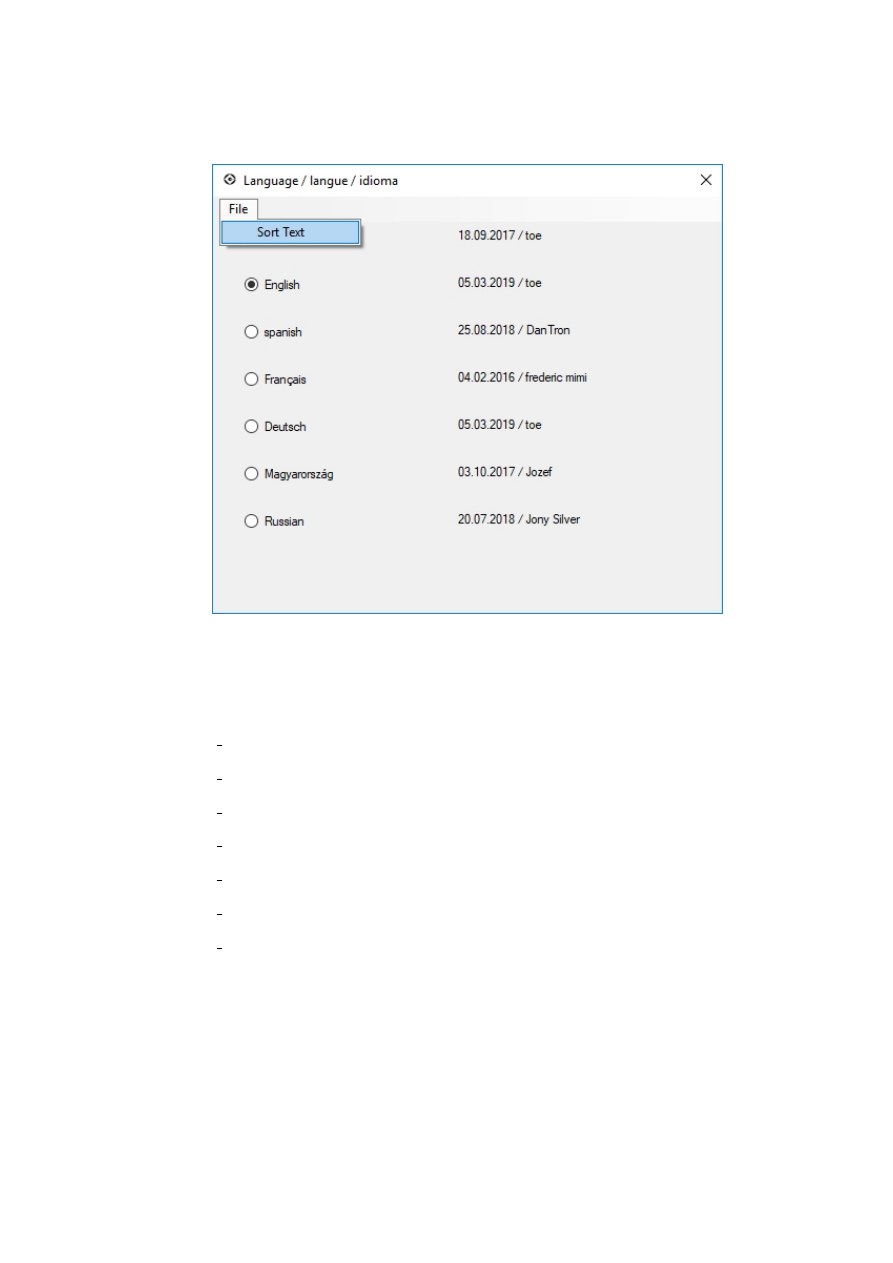 Language / langue / idioma
File
Sort Text
18.09.2017 / toe
English 05.03.2019 / toe
spanish 25.08.2018 / DanTron
Français 04.02.2016 / frederic mimi
Deutsch 05.03.2019 / toe
Magyarország 03.10.2017 / Jozef
Russian 20.07.2018 / Jony Silver
-
-
-
-
-
-
-